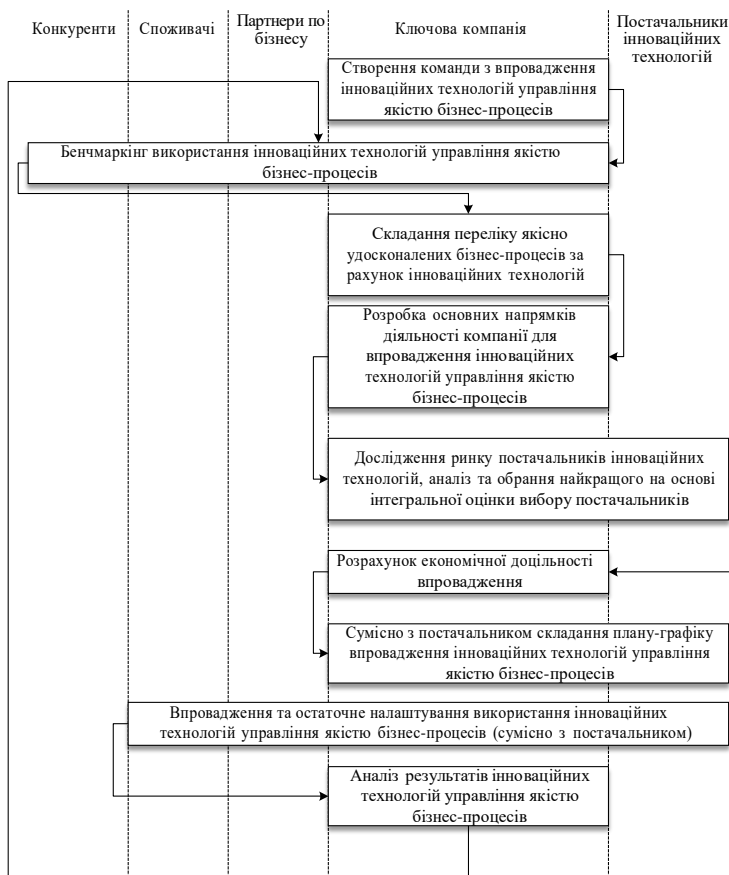 Конкуренти
Споживачі
Партнери по
бізнесу
Ключова компанія
Постачальники
інноваційних
технологій
Створення команди з впровадження
інноваційних технологій управління
якістю бізнес-процесів
Бенчмаркінг використання інноваційних технологій управління якістю
бізнес-процесів
Складання переліку якісно
удосконалених бізнес-процесів за
рахунок інноваційних технологій
Розробка основних напрямків
діяльності компанії для
впровадження інноваційних
технологій управління якістю
бізнес-процесів
Дослідження ринку постачальників інноваційних
технологій, аналіз та обрання найкращого на основі
інтегральної оцінки вибору постачальників
Розрахунок економічної доцільності
впровадження
Сумісно з постачальником складання плану-графіку
впровадження інноваційних технологій управління
якістю бізнес-процесів
Впровадження та остаточне налаштування використання інноваційних
технологій управління якістю бізнес-процесів (сумісно з постачальником)
Аналіз результатів інноваційних
технологій управління якістю
бізнес-процесів